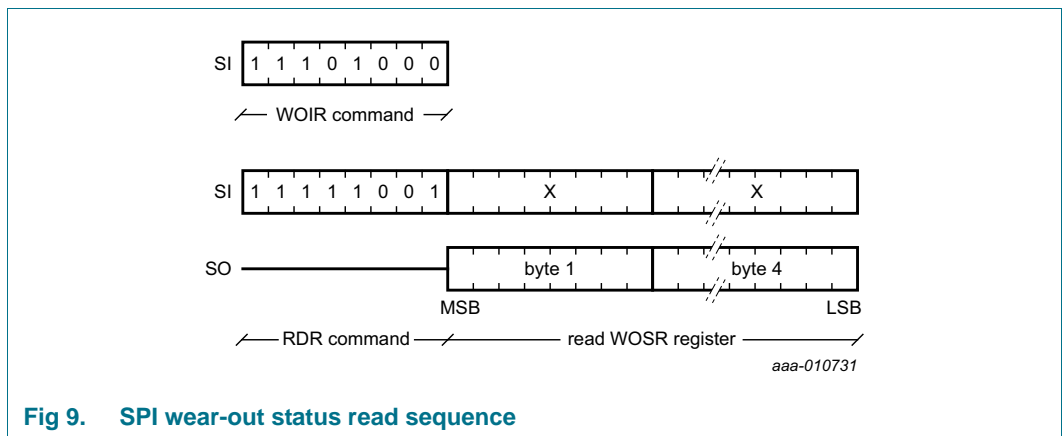 SI 1 1 1 0 1 0 0 0
WOIR command
SI 1 1 1 1 1 0 0 1 X X
SO byte 1 byte 4
MSB LSB
RDR command read WOSR register
aaa-010731
Fig 9. SPI wear-out status read sequence